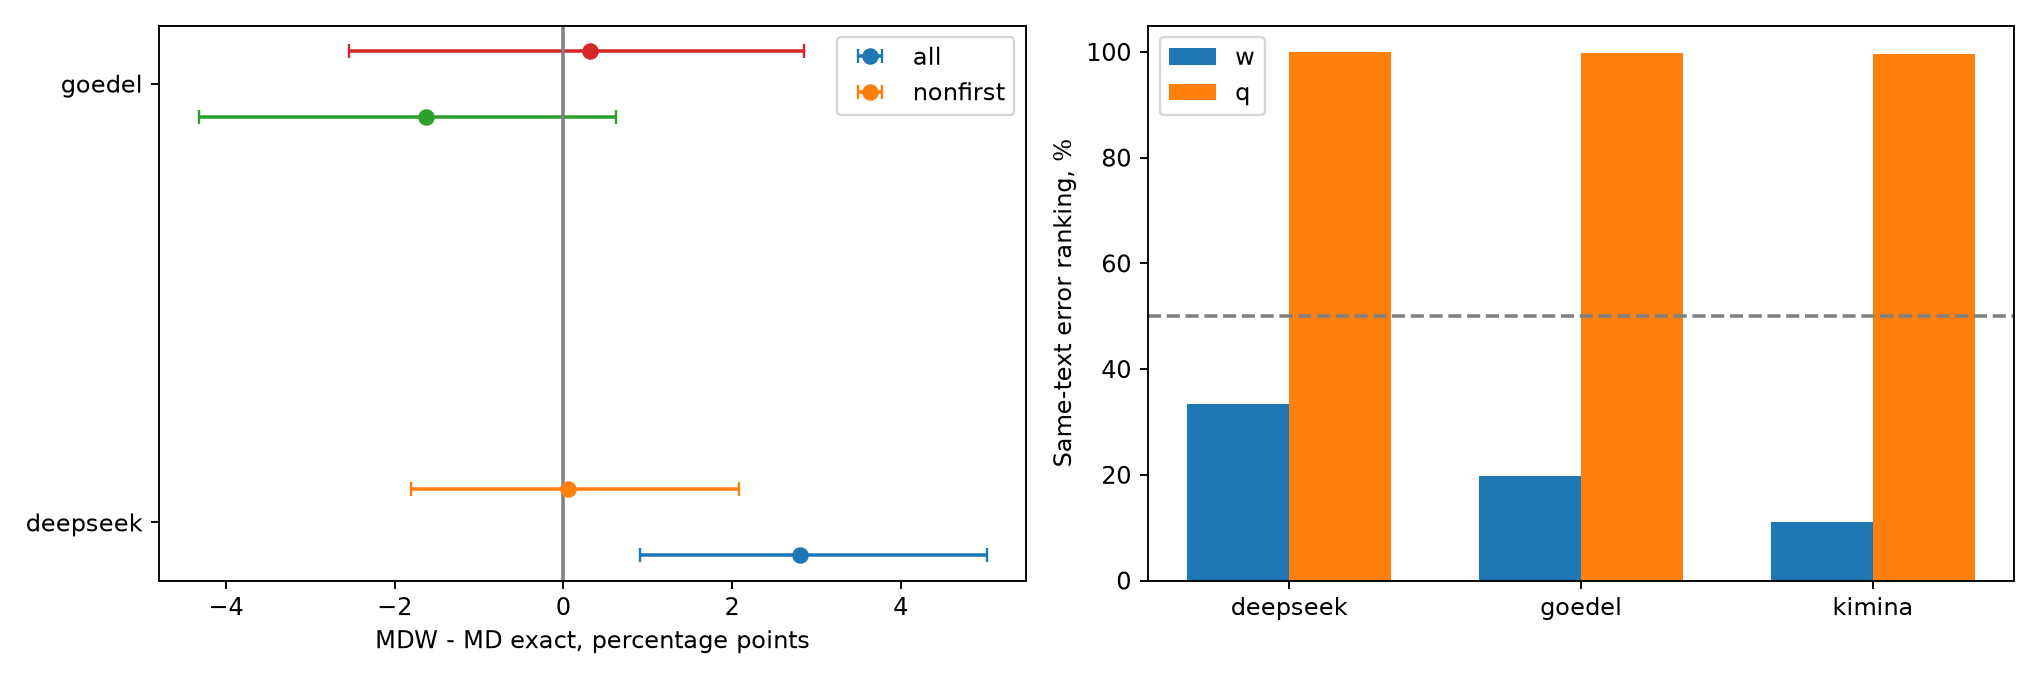 goedel
deepseek
all
nonfirst
−4
−2
0
2
4
MDW - MD exact, percentage points
Same-text error ranking, %
100
80
60
40
20
0
w
q
deepseek
goedel
kimina